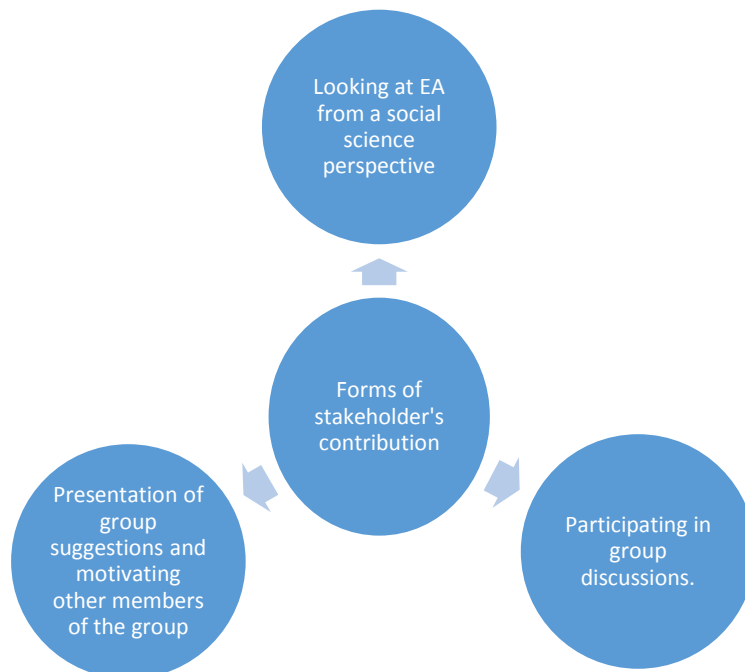 Looking at EA
from a social
science
perspective
Forms of
stakeholder's
contribution
Presentation of
group
suggestions and
motivating
other members
of the group
Participating in
group
discussions.